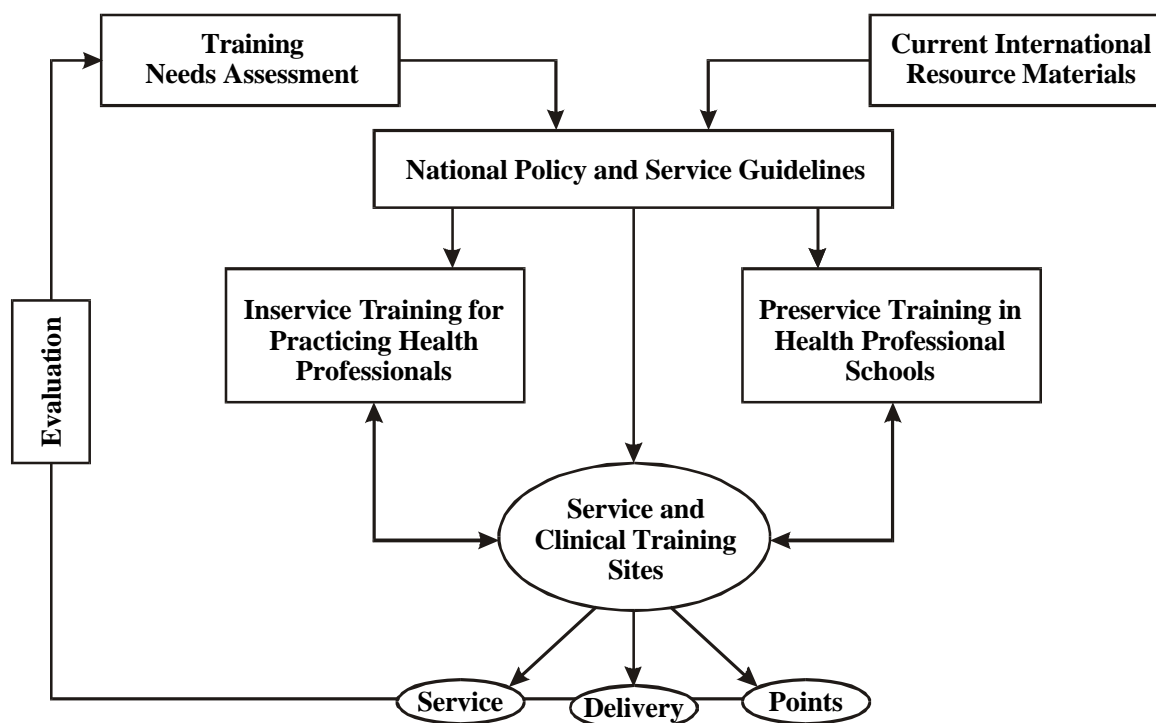 Training
Needs Assessment
Current International
Resource Materials
National Policy and Service Guidelines
Inservice Training for
Practicing Health
Professionals
Preservice Training in
Health Professional
Schools
Evaluation
Service and
Clinical Training
Sites
Service
Delivery
Points